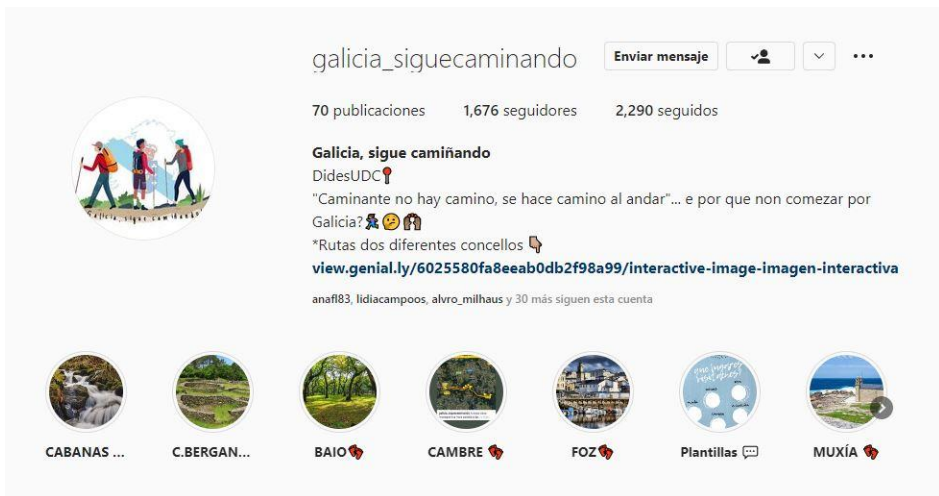 galicia_siguecaminando Enviar mensaje
70 publicaciones 1,676 seguidores 2,290 seguidos
Galicia, sigue camiñando
DidesUDC📍
"Caminante no hay camino, se hace camino al andar"... e por que non comezar por
Galicia?
*Rutas dos diferentes concellos 👇
view.genial.ly/6025580fa8eeab0db2f98a99/interactive-image-imagen-interactiva
anafl83, lidiacampoos, alvro_milhaus y 30 más siguen esta cuenta
CABANAS ... C.BERGAN... BAIO👣 CAMBRE 👣 FOZ👣 Plantillas 💬 MUXÍA 👣